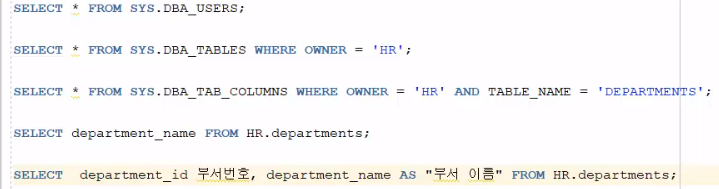 SELECT * FROM SYS.DBA_USERS;
SELECT * FROM SYS.DBA_TABLES WHERE OWNER = 'HR';
SELECT * FROM SYS.DBA_TAB_COLUMNS WHERE OWNER = 'HR' AND TABLE_NAME = 'DEPARTMENTS';
SELECT department_name FROM HR.departments;
SELECT  department_id 부서번호, department_name AS "부서 이름" FROM HR.departments;